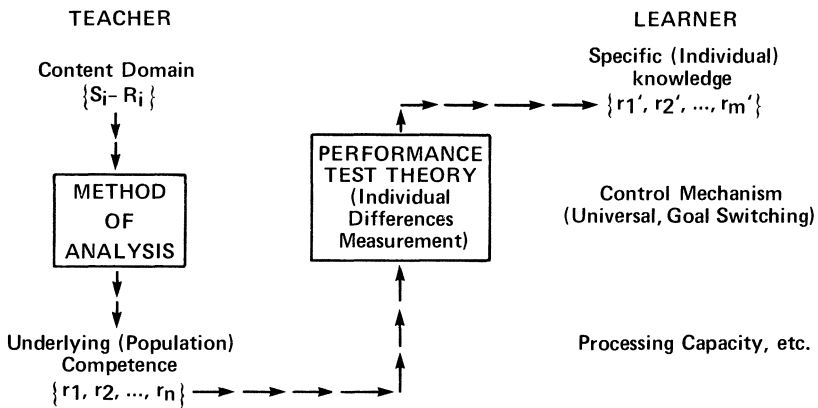 TEACHER
Content Domain
{Si– Ri}
METHOD
OF
ANALYSIS
Underlying (Population)
Competence
{r1, r2, ..., rn}
PERFORMANCE
TEST THEORY
(Individual
Differences
Measurement)
LEARNER
Specific (Individual)
knowledge
{r1′, r2′, ..., rm′}
Control Mechanism
(Universal, Goal Switching)
Processing Capacity, etc.